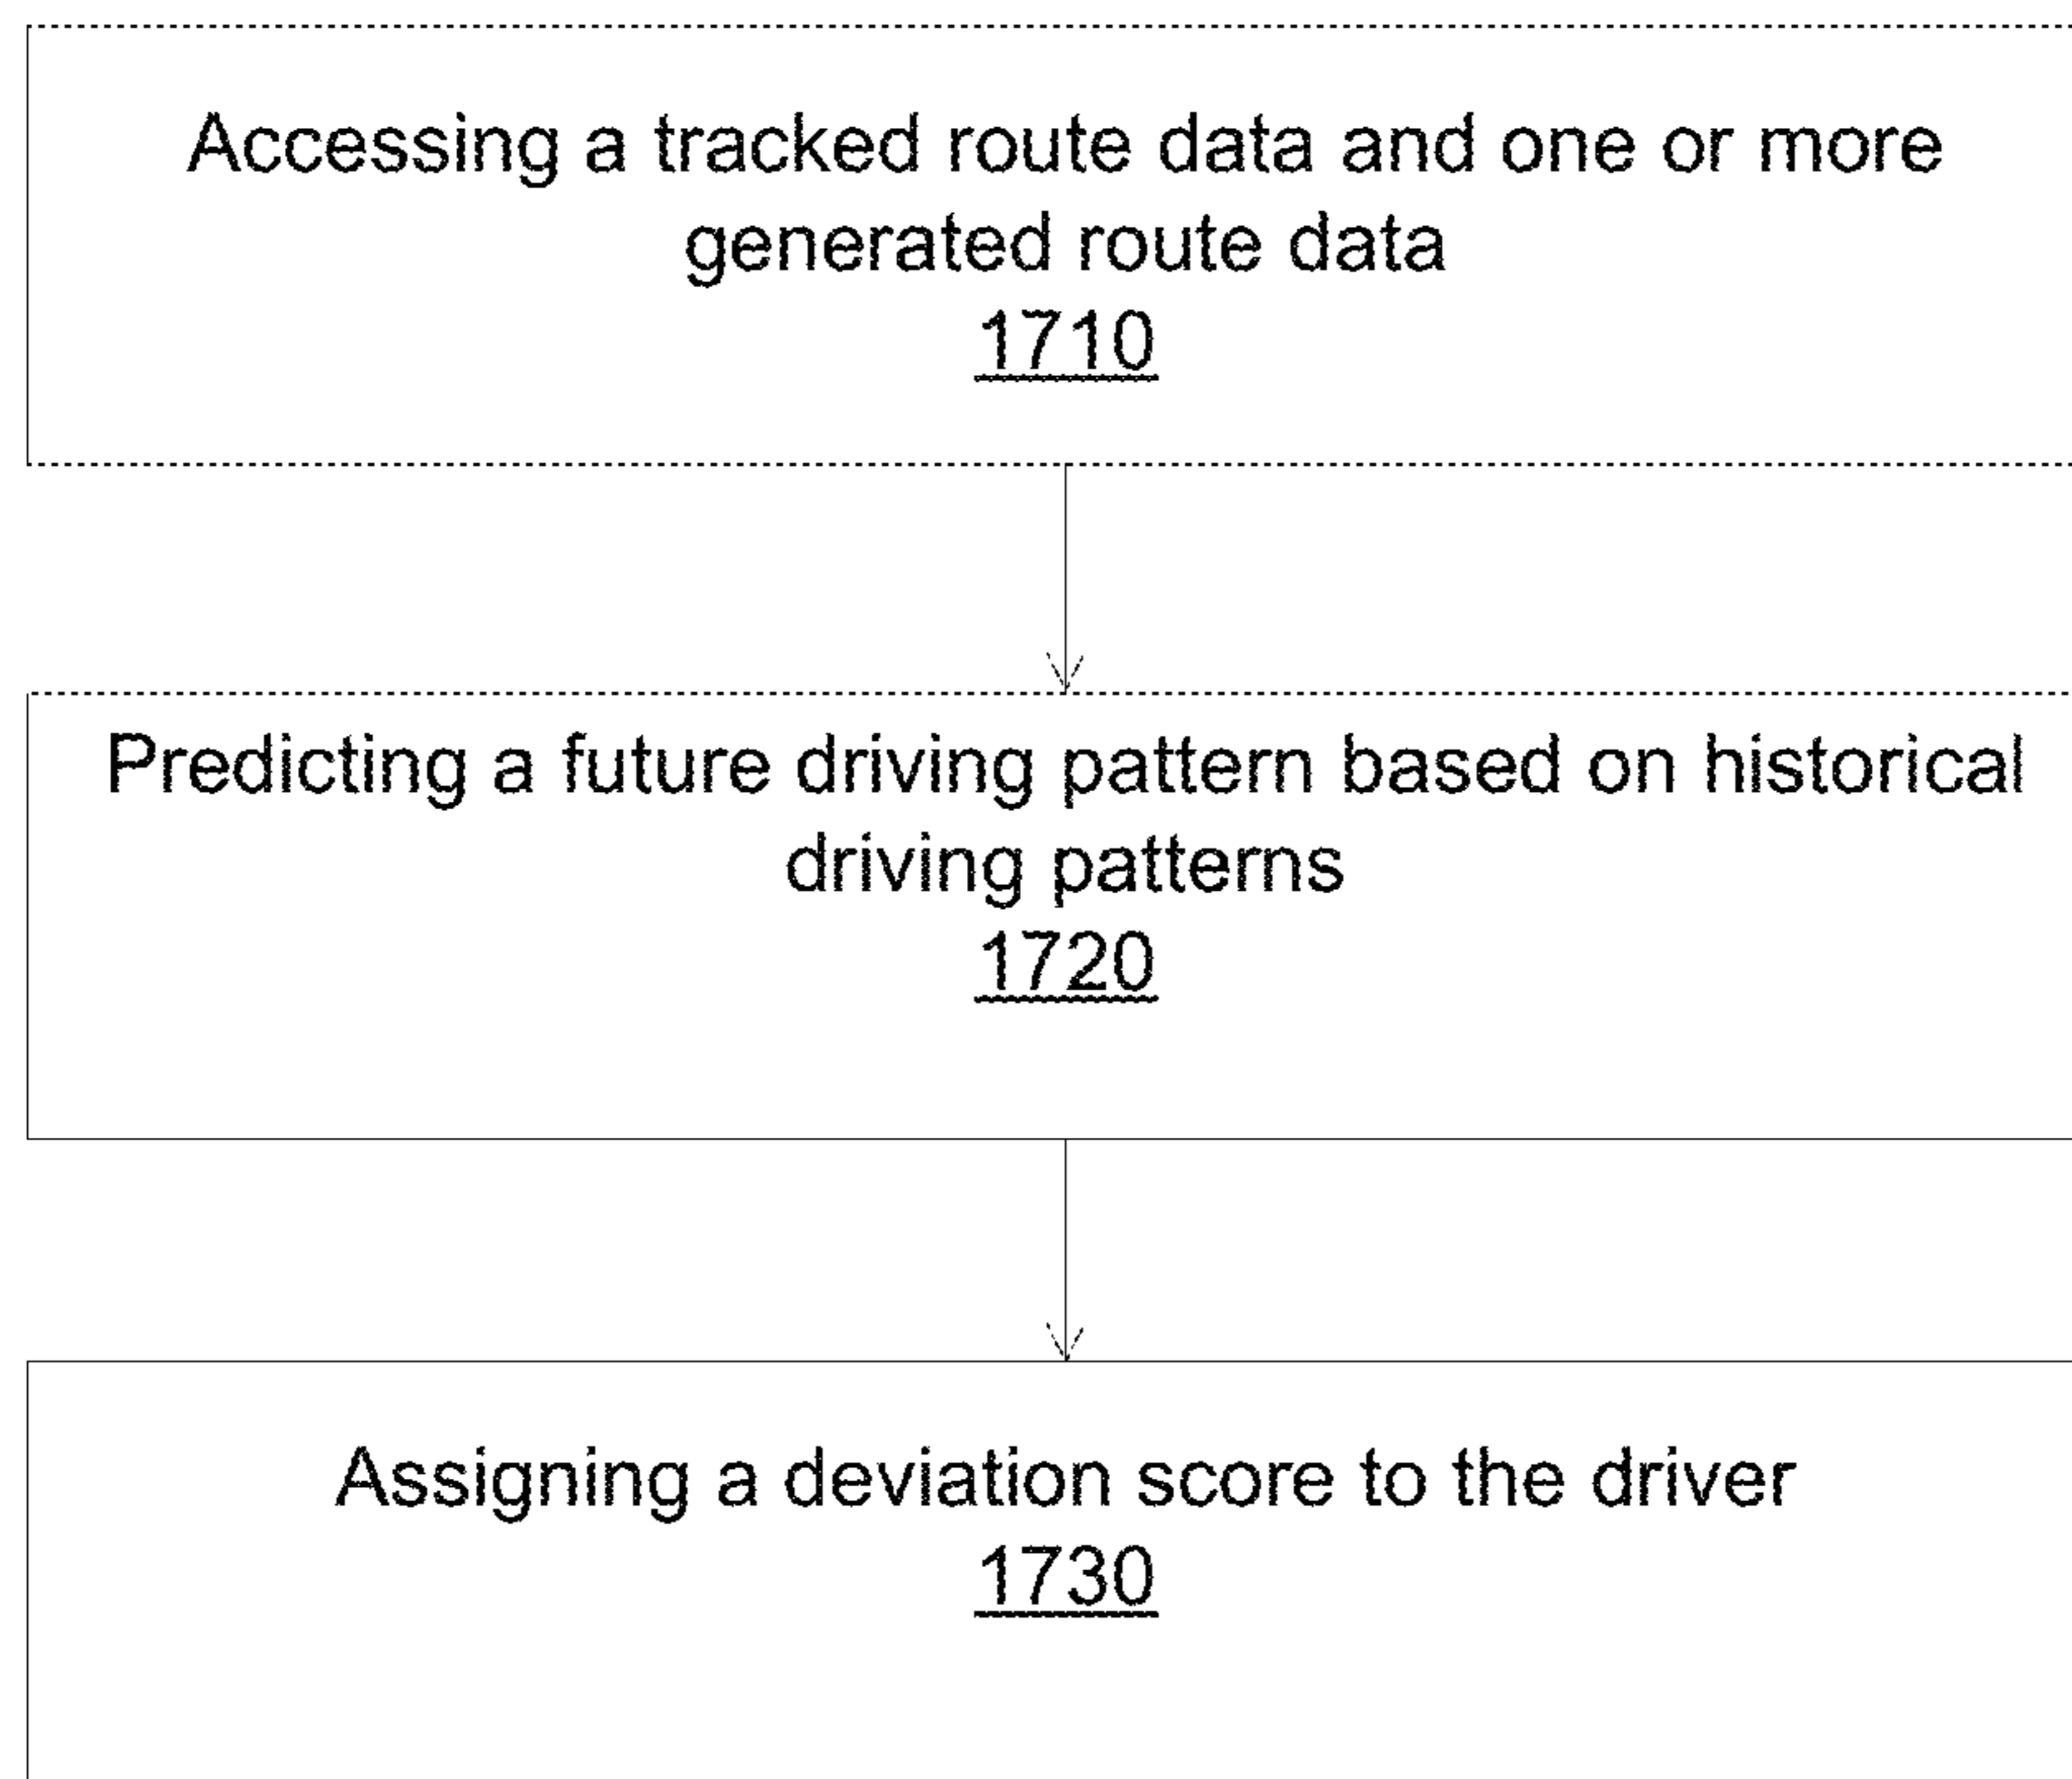 Accessing a tracked route data and one or more
generated route data
1710
Predicting a future driving pattern based on historical
driving patterns
1720
Assigning a deviation score to the driver
1730